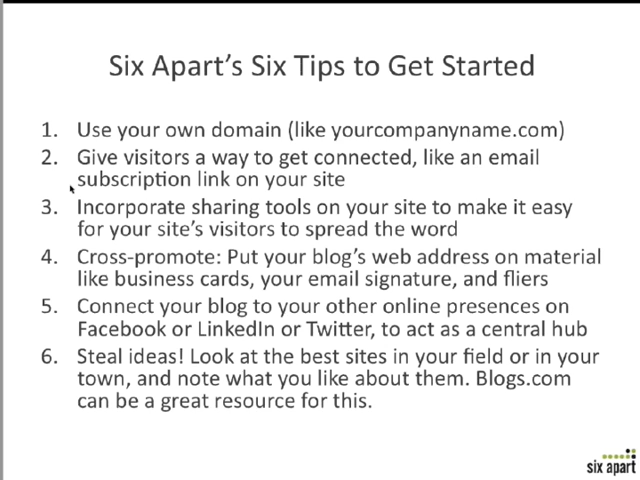 Six Apart's Six Tips to Get Started
1. Use your own domain (like yourcompanyname.com)
2. Give visitors a way to get connected, like an email
subscription link on your site
3. Incorporate sharing tools on your site to make it easy
for your site's visitors to spread the word
4. Cross-promote: Put your blog's web address on material
like business cards, your email signature, and fliers
5. Connect your blog to your other online presences on
Facebook or LinkedIn or Twitter, to act as a central hub
6. Steal ideas! Look at the best sites in your field or in your
town, and note what you like about them. Blogs.com
can be a great resource for this.
six apart